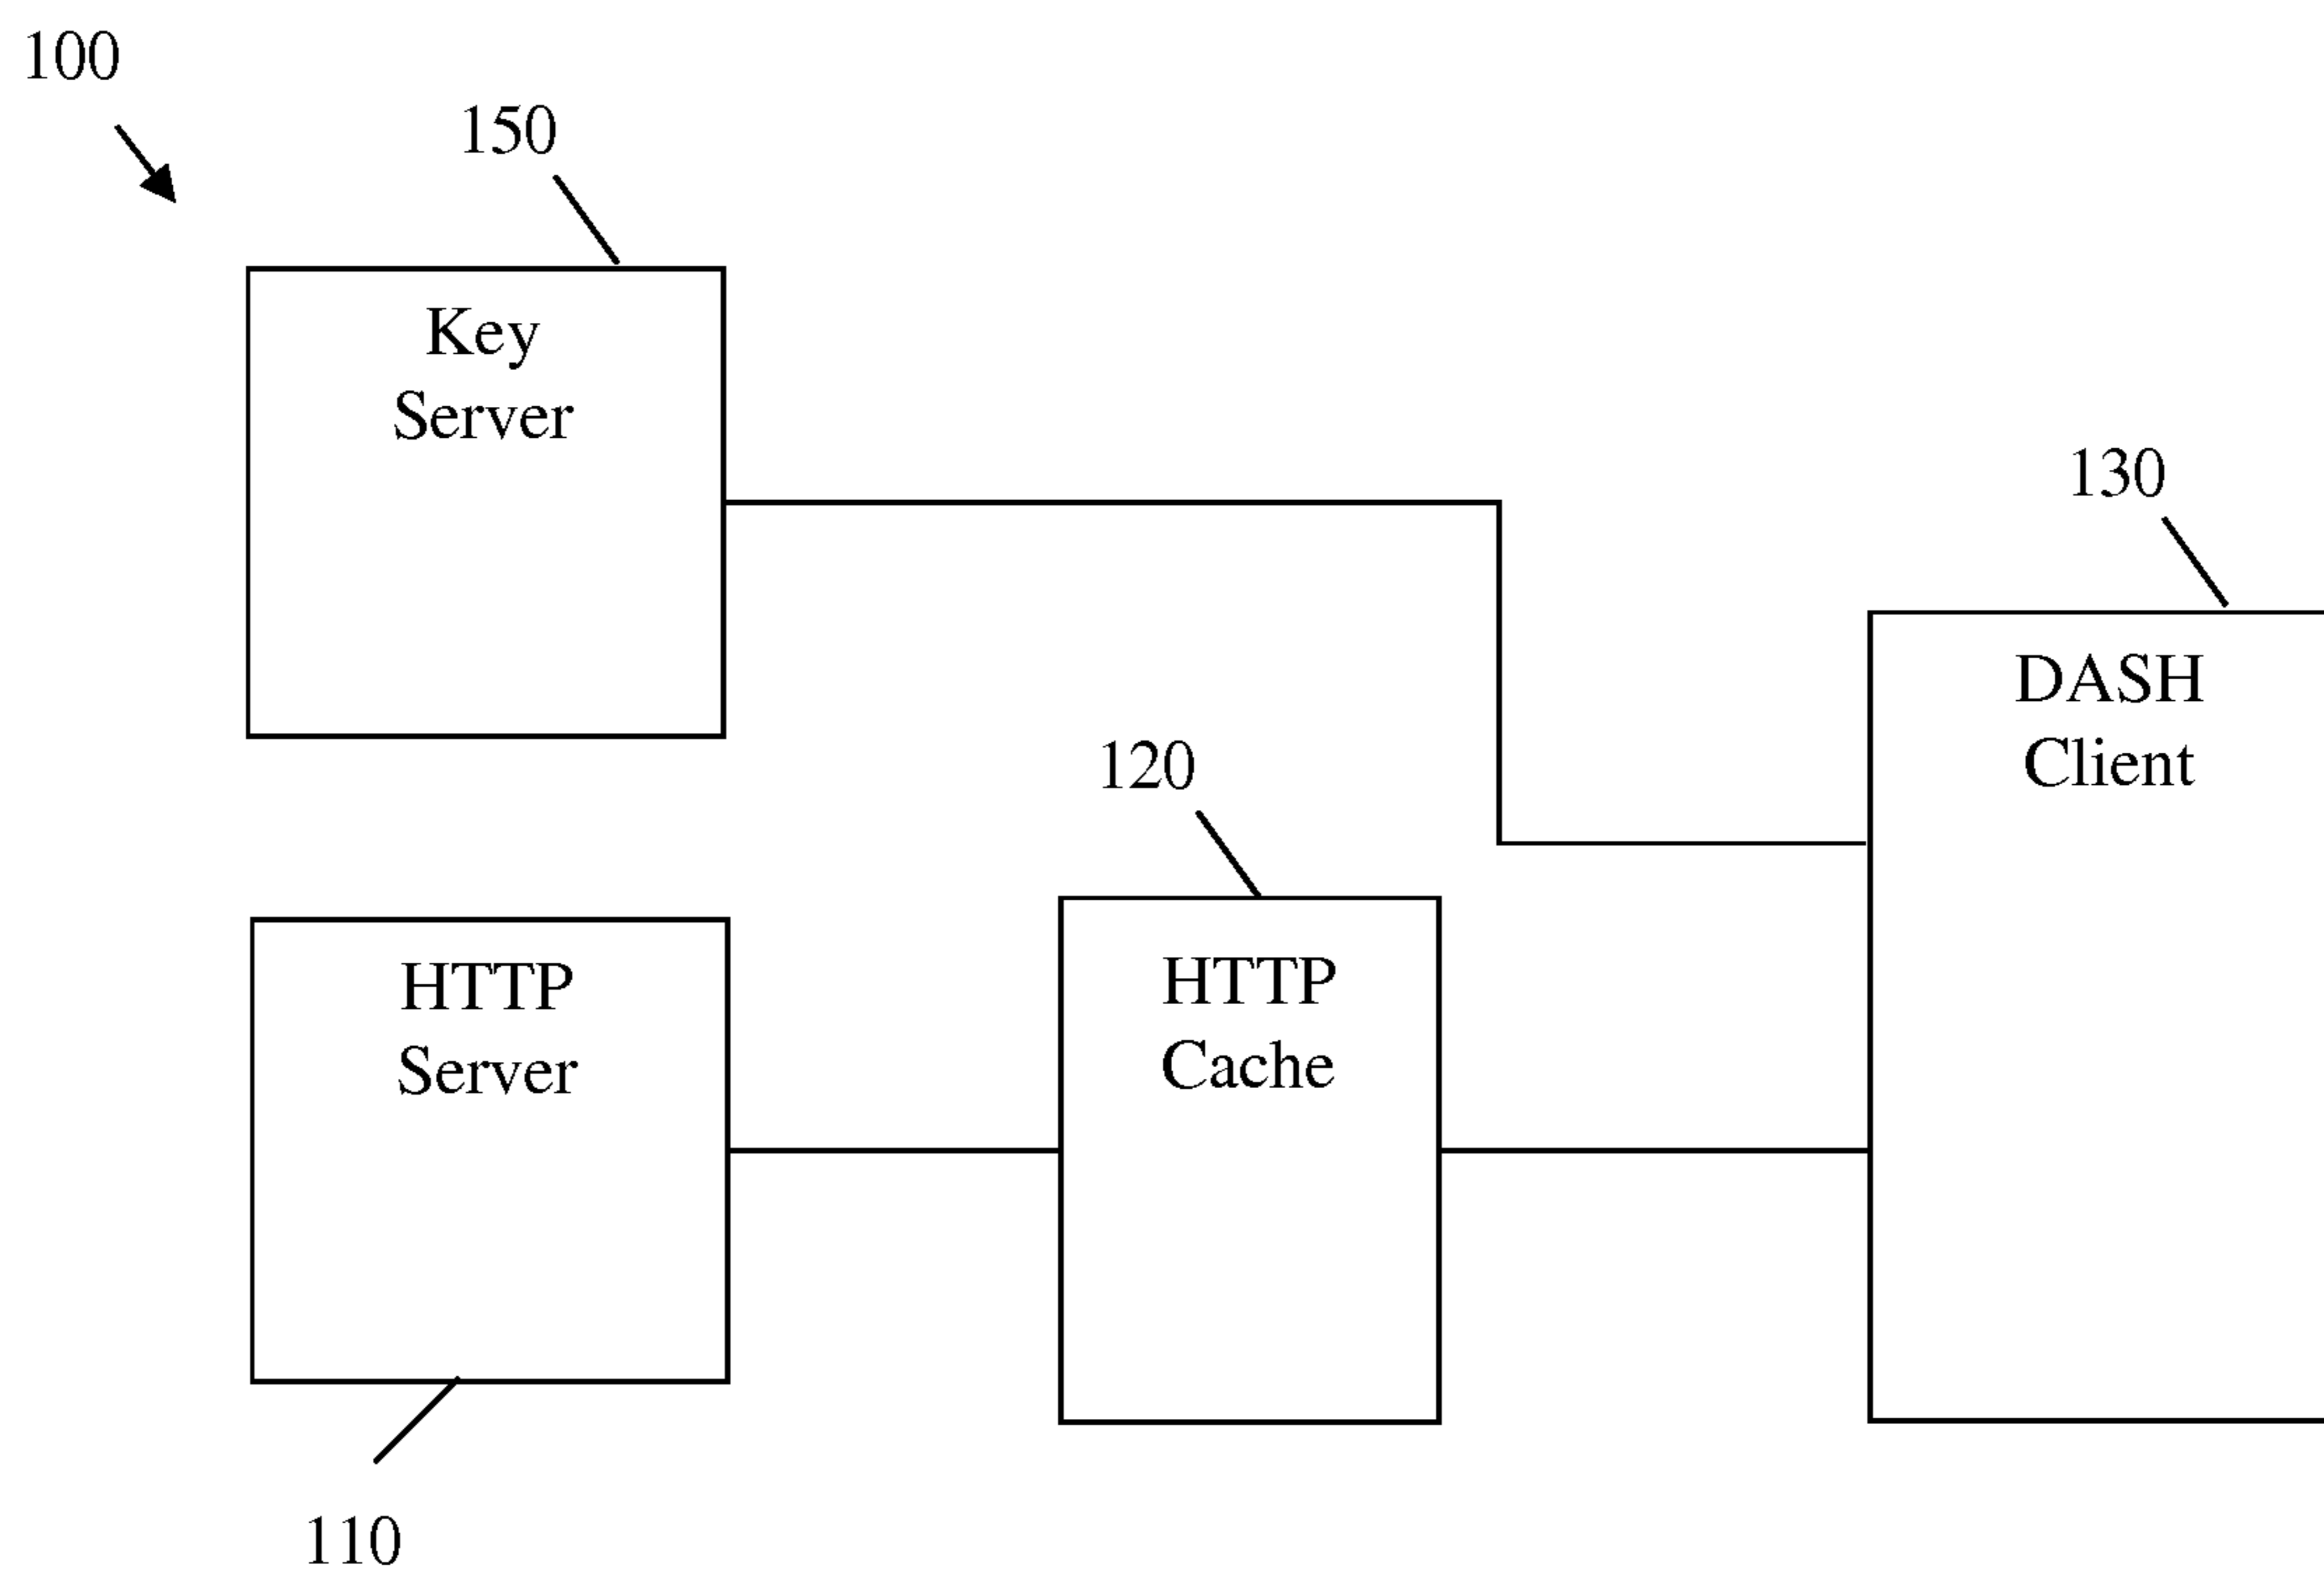 100
150
Key
Server
130
DASH
Client
120
HTTP
Cache
HTTP
Server
110